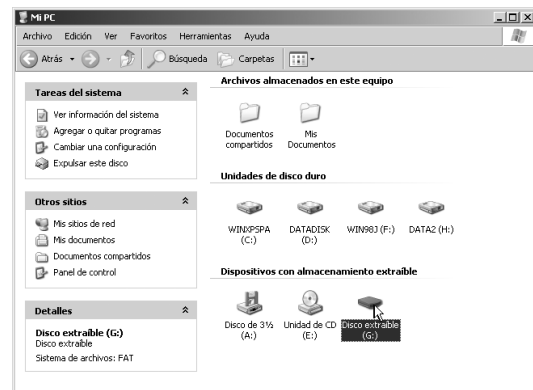 Mi PC
Archivo Edición Ver Favoritos Herramientas Ayuda
Atrás Búsqueda Carpetas
Tareas del sistema
Ver información del sistema
Agregar o quitar programas
Cambiar una configuración
Expulsar este disco
Otros sitios
Mis sitios de red
Mis documentos
Documentos compartidos
Panel de control
Detalles
Disco extraíble (G:)
Disco extraíble
Sistema de archivos: FAT
Archivos almacenados en este equipo
Documentos compartidos
Mis Documentos
Unidades de disco duro
WINXPSPA (C:)
DATADISK (D:)
WIN98J (F:)
DATA2 (H:)
Dispositivos con almacenamiento extraíble
Disco de 3½ (A:)
Unidad de CD (E:)
Disco extraíble (G:)